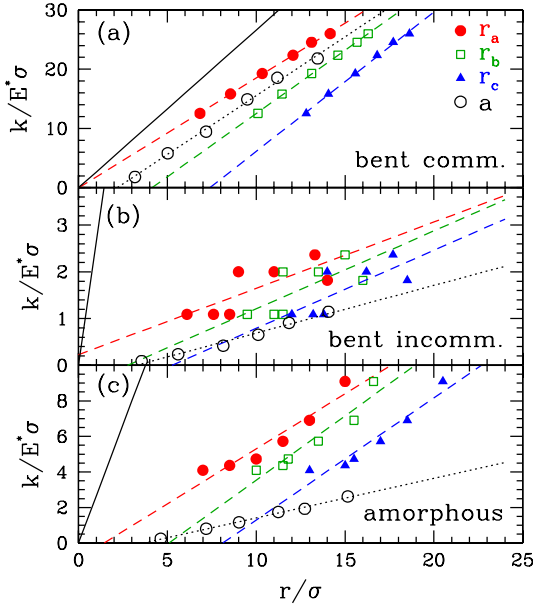 30
20
10
0
k/E*σ
(a)
r_a
r_b
r_c
a
bent comm.
3
2
1
0
k/E*σ
(b)
bent incomm.
8
6
4
2
0
k/E*σ
(c)
amorphous
0 5 10 15 20 25
r/σ